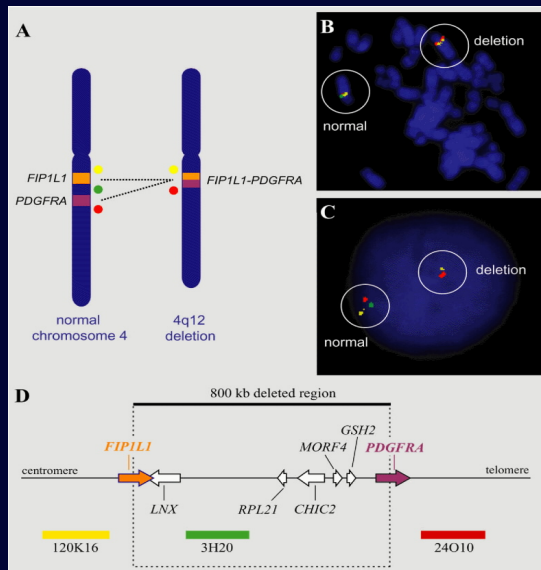 A
FIP1L1
PDGFRA
FIP1L1-PDGFRA
normal
chromosome 4
4q12
deletion
B
deletion
normal
C
deletion
normal
D
800 kb deleted region
GSH2
MORF4
FIP1L1
PDGFRA
centromere
telomere
LNX
RPL21
CHIC2
120K16
3H20
24O10